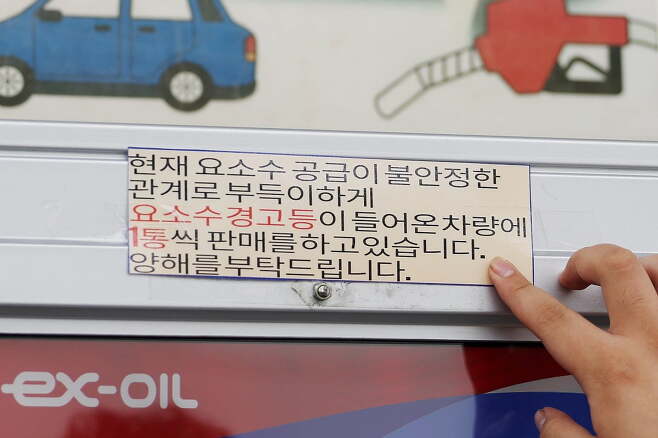 현재 요소수 공급이 불안정한
관계로 부득이하게
요소수 경고등이 들어온 차량에
1통씩 판매를 하고있습니다.
양해를 부탁드립니다.
ex-OIL